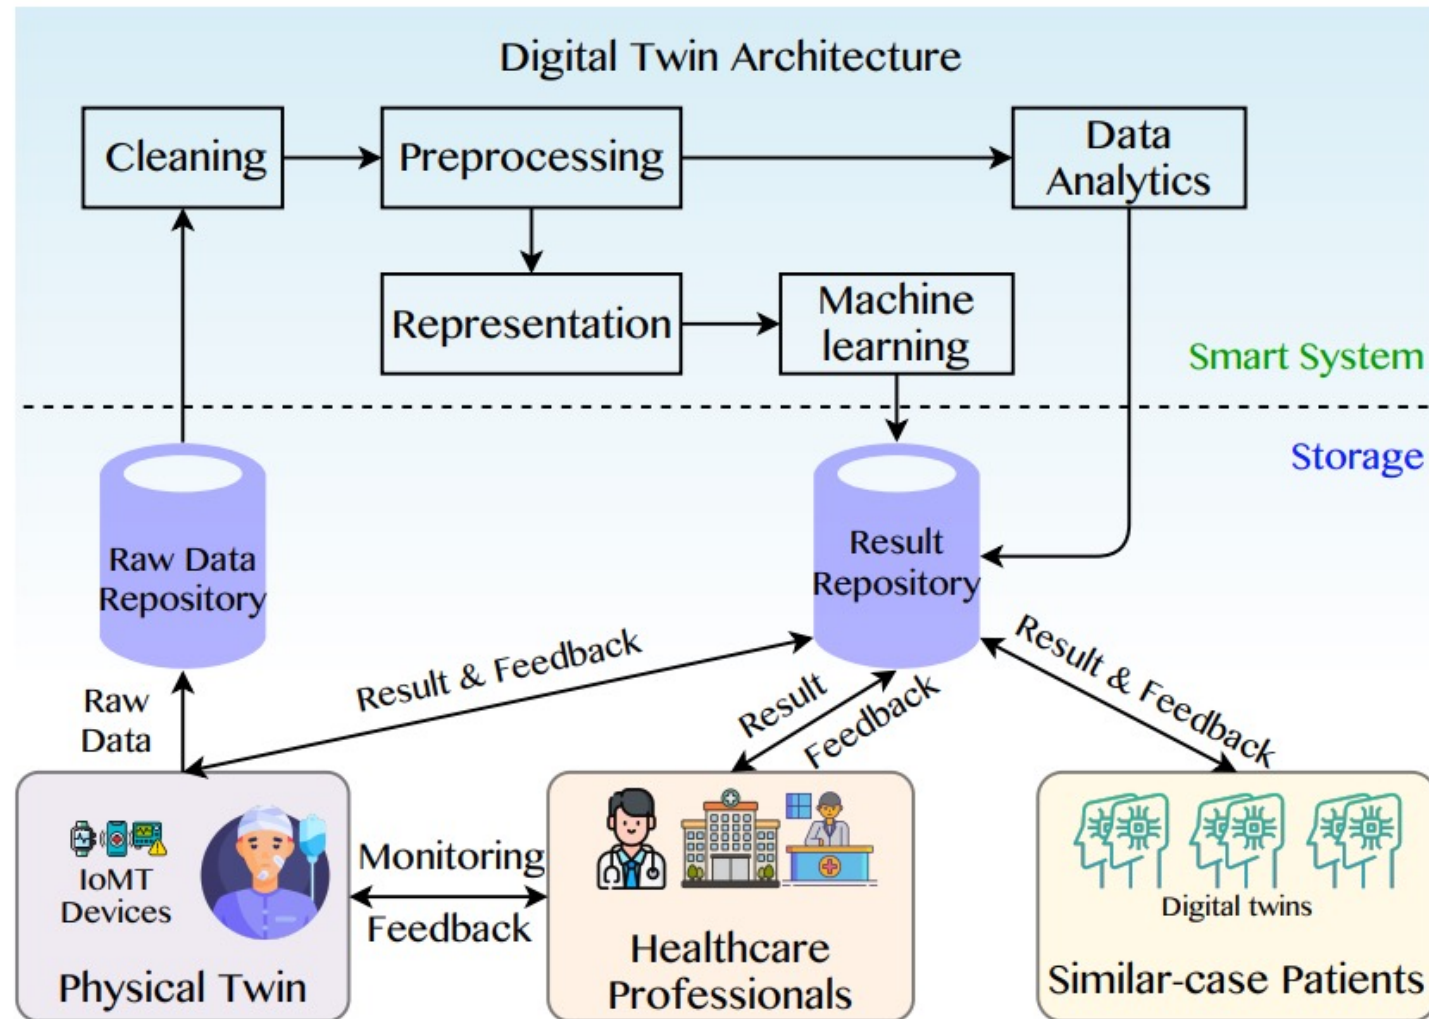 Digital Twin Architecture
Cleaning
Preprocessing
Data
Analytics
Representation
Machine
learning
Smart System
Storage
Raw Data
Repository
Result
Repository
Raw
Data
Result & Feedback
Result
Feedback
Result & Feedback
IoMT
Devices
Physical Twin
Monitoring
Feedback
Healthcare
Professionals
Digital twins
Similar-case Patients